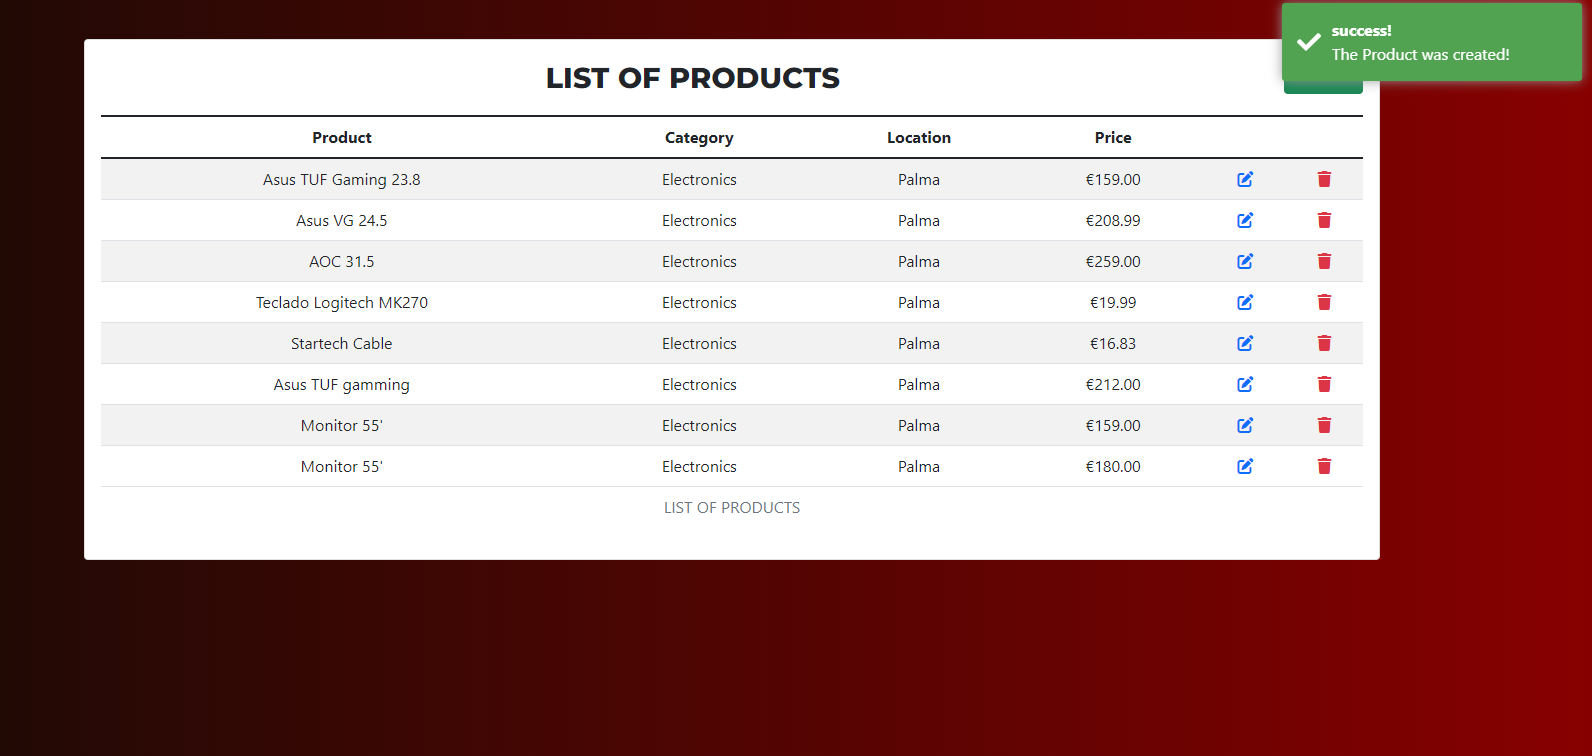 success!
The Product was created!
LIST OF PRODUCTS
Product Category Location Price
Asus TUF Gaming 23.8 Electronics Palma €159.00
Asus VG 24.5 Electronics Palma €208.99
AOC 31.5 Electronics Palma €259.00
Teclado Logitech MK270 Electronics Palma €19.99
Startech Cable Electronics Palma €16.83
Asus TUF gamming Electronics Palma €212.00
Monitor 55' Electronics Palma €159.00
Monitor 55' Electronics Palma €180.00
LIST OF PRODUCTS